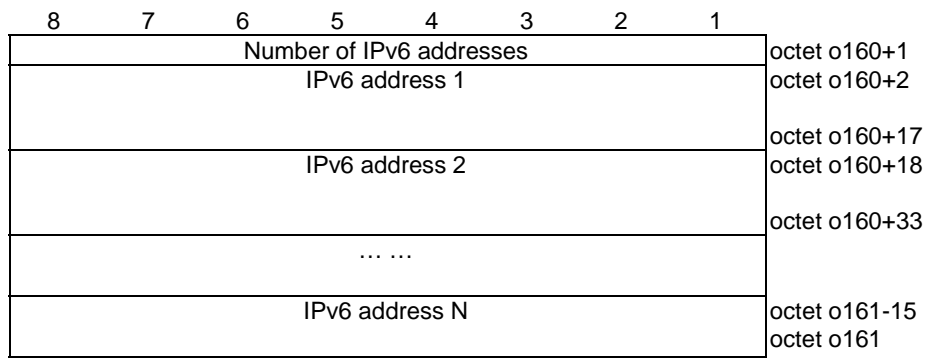 8 7 6 5 4 3 2 1
Number of IPv6 addresses octet o160+1
IPv6 address 1 octet o160+2
octet o160+17
IPv6 address 2 octet o160+18
octet o160+33
… …
IPv6 address N octet o161-15
octet o161